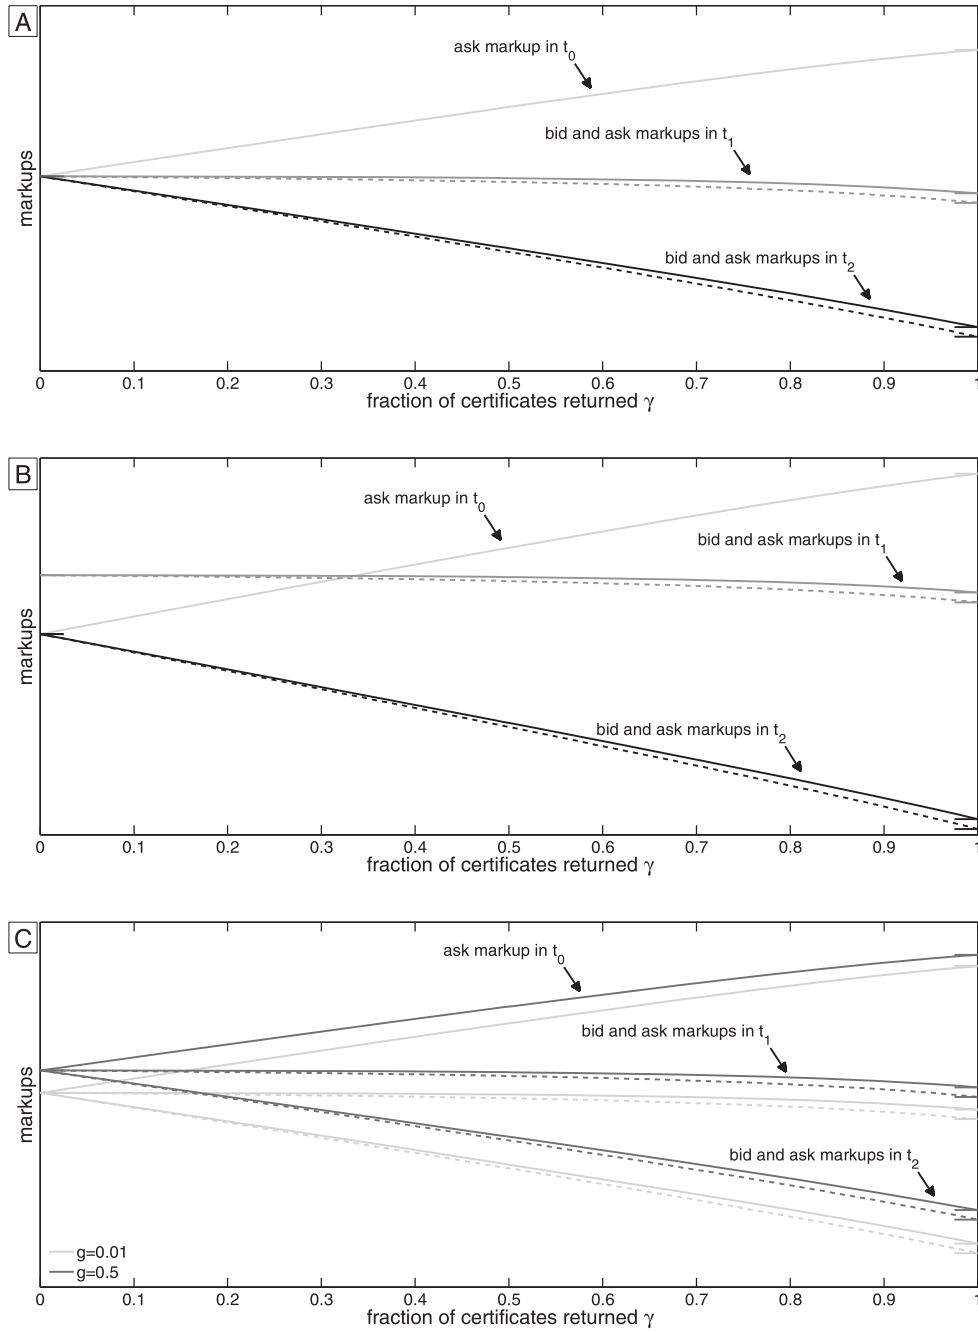 A
ask markup in t0
bid and ask markups in t1
bid and ask markups in t2
markups
0 0.1 0.2 0.3 0.4 0.5 0.6 0.7 0.8 0.9 1
fraction of certificates returned γ
B
ask markup in t0
bid and ask markups in t1
bid and ask markups in t2
markups
0 0.1 0.2 0.3 0.4 0.5 0.6 0.7 0.8 0.9 1
fraction of certificates returned γ
C
ask markup in t0
bid and ask markups in t1
bid and ask markups in t2
markups
g=0.01
g=0.5
0 0.1 0.2 0.3 0.4 0.5 0.6 0.7 0.8 0.9 1
fraction of certificates returned γ